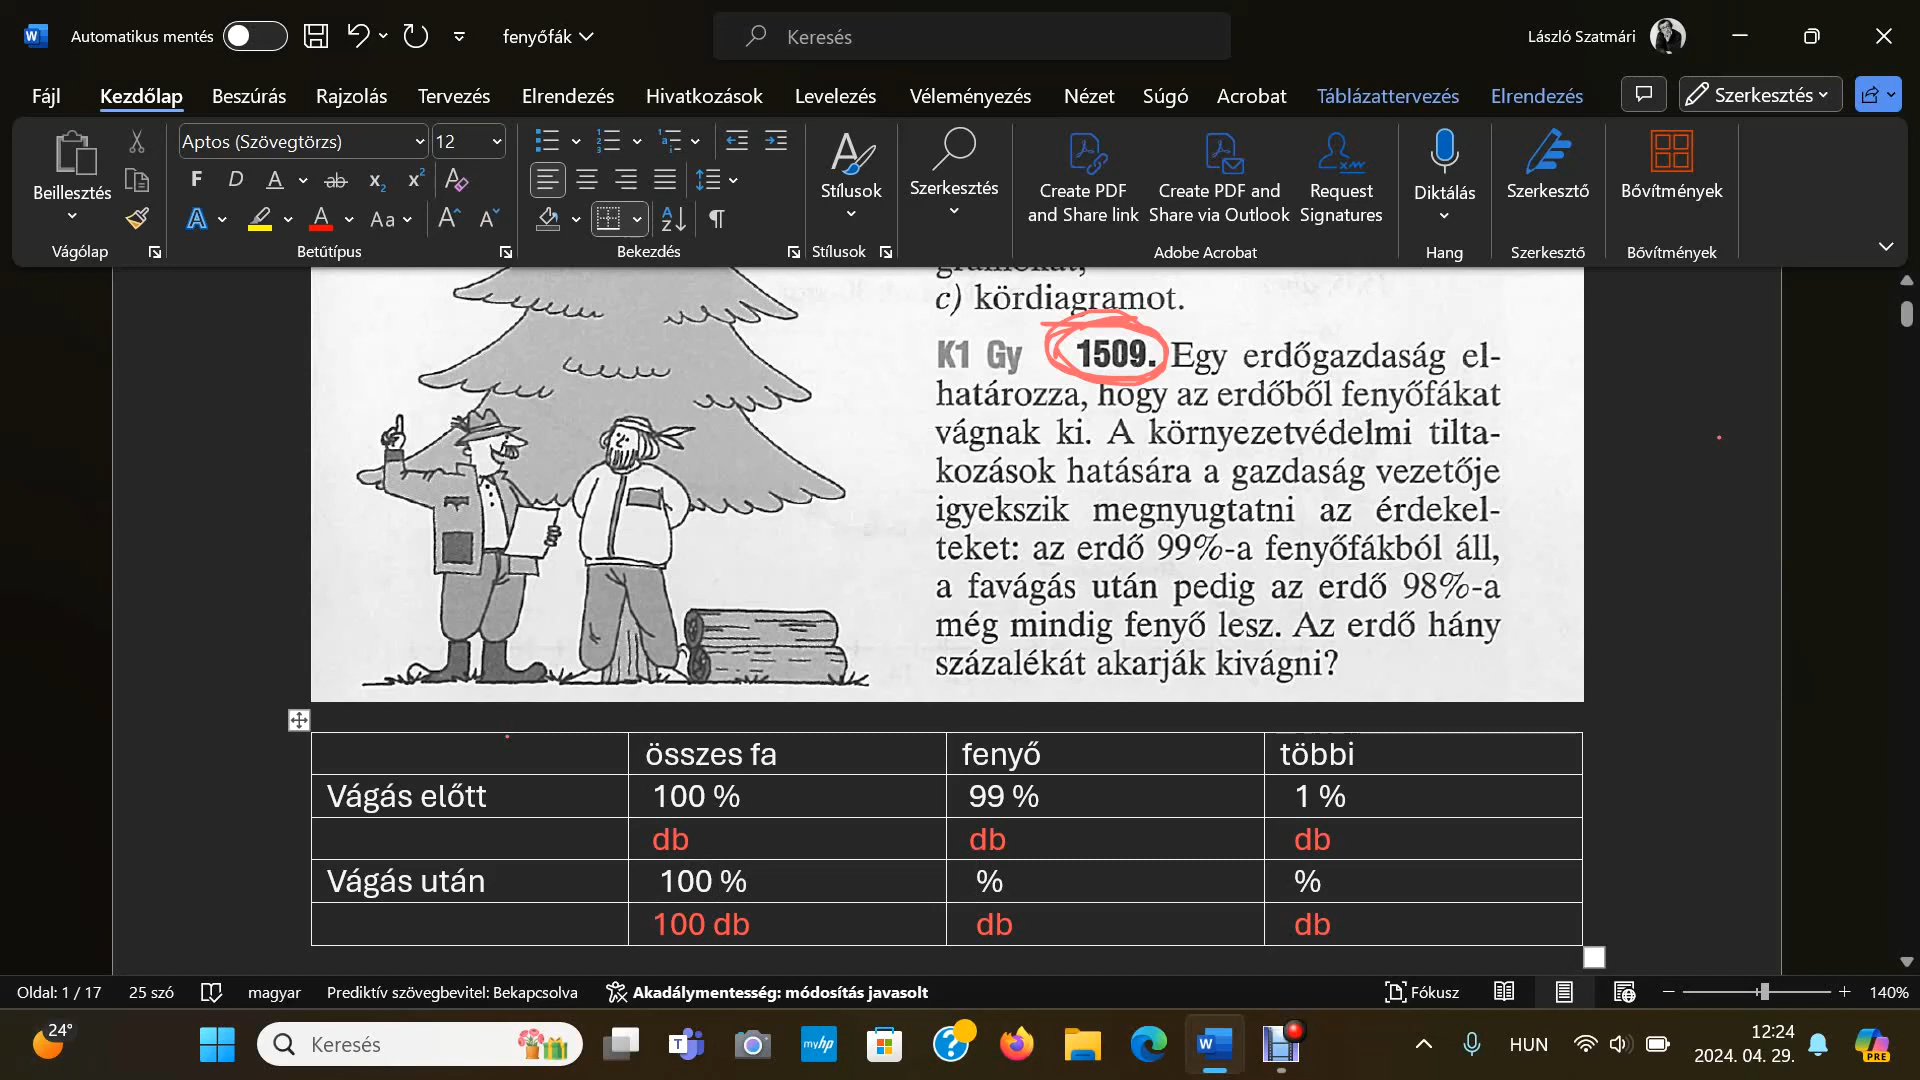 Automatikus mentés
fenyőfák
Keresés
László Szatmári
Fájl Kezdőlap Beszúrás Rajzolás Tervezés Elrendezés Hivatkozások Levelezés Véleményezés Nézet Súgó Acrobat Táblázattervezés Elrendezés
Szerkesztés
Beillesztés
Vágólap
Aptos (Szövegtörzs) 12
F D A ab x₂ x²
A A Aa A A
Betűtípus
Bekezdés
Stílusok
Stílusok
Szerkesztés
Create PDF and Share link
Create PDF and Share via Outlook
Request Signatures
Adobe Acrobat
Diktálás
Hang
Szerkesztő
Szerkesztő
Bővítmények
Bővítmények
c) kördiagramot.
K1 Gy 1509. Egy erdőgazdaság el-
határozza, hogy az erdőből fenyőfákat
vágnak ki. A környezetvédelmi tilta-
kozások hatására a gazdaság vezetője
igyekszik megnyugtatni az érdekel-
teket: az erdő 99%-a fenyőfákból áll,
a favágás után pedig az erdő 98%-a
még mindig fenyő lesz. Az erdő hány
százalékát akarják kivágni?
összes fa fenyő többi
Vágás előtt 100 % 99 % 1 %
db db db
Vágás után 100 % % %
100 db db db
Oldal: 1 / 17 25 szó magyar Prediktív szövegbevitel: Bekapcsolva Akadálymentesség: módosítás javasolt Fókusz 140%
24° Keresés HUN 12:24
2024. 04. 29.
myhp
PRE